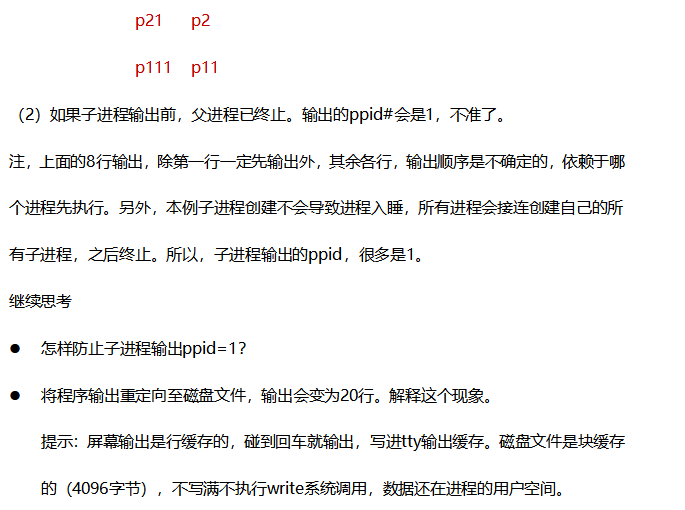 p21 p2
p111 p11
（2）如果子进程输出前，父进程已终止。输出的ppid#会是1，不准了。
注，上面的8行输出，除第一行一定先输出外，其余各行，输出顺序是不确定的，依赖于哪
个进程先执行。另外，本例子进程创建不会导致进程入睡，所有进程会接连创建自己的所
有子进程，之后终止。所以，子进程输出的ppid，很多是1。
继续思考
● 怎样防止子进程输出ppid=1？
● 将程序输出重定向至磁盘文件，输出会变为20行。解释这个现象。
提示：屏幕输出是行缓存的，碰到回车就输出，写进tty输出缓存。磁盘文件是块缓存
的（4096字节），不写满不执行write系统调用，数据还在进程的用户空间。